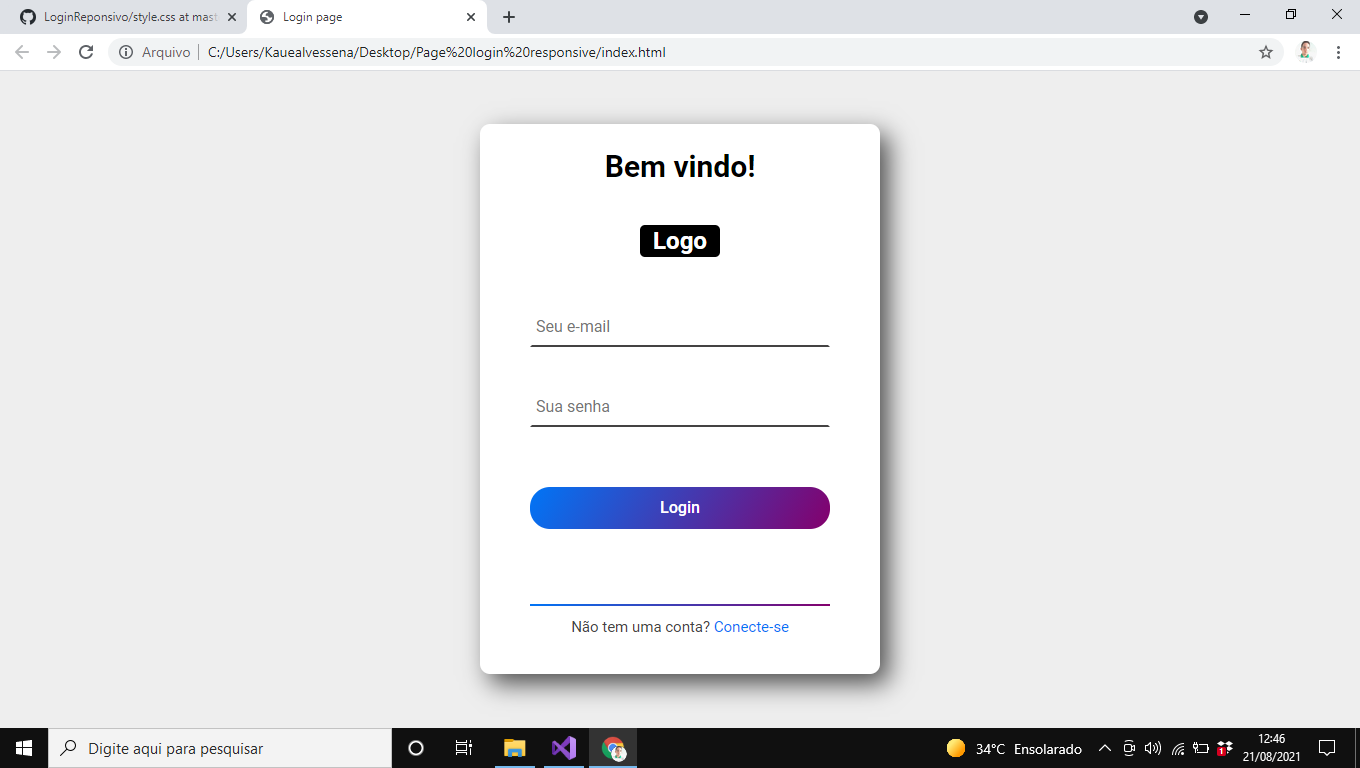 LoginReponsivo/style.css at mast
Login page
Arquivo
C:/Users/Kauealvessena/Desktop/Page%20login%20responsive/index.html
Bem vindo!
Logo
Seu e-mail
Sua senha
Login
Não tem uma conta? Conecte-se
Digite aqui para pesquisar
34°C Ensolarado
1
12:46
21/08/2021